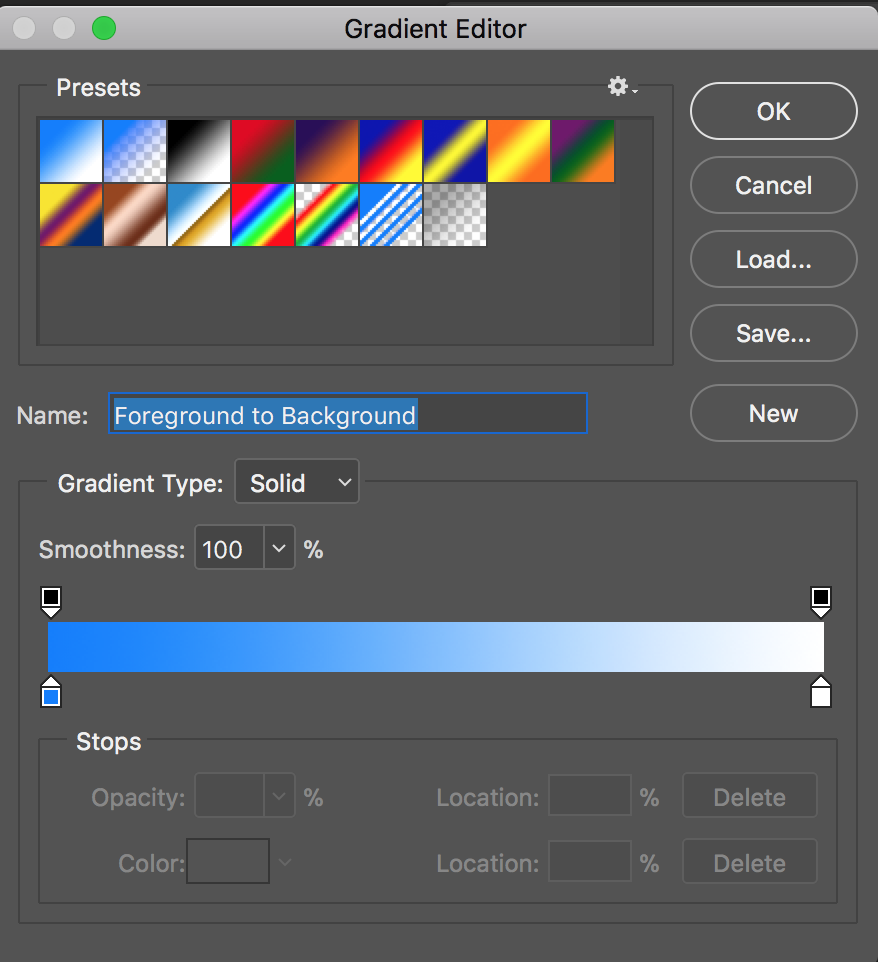 Gradient Editor
Presets
OK
Cancel
Load...
Save...
Name: Foreground to Background
New
Gradient Type: Solid
Smoothness: 100 %
Stops
Opacity: % Location: % Delete
Color: Location: % Delete